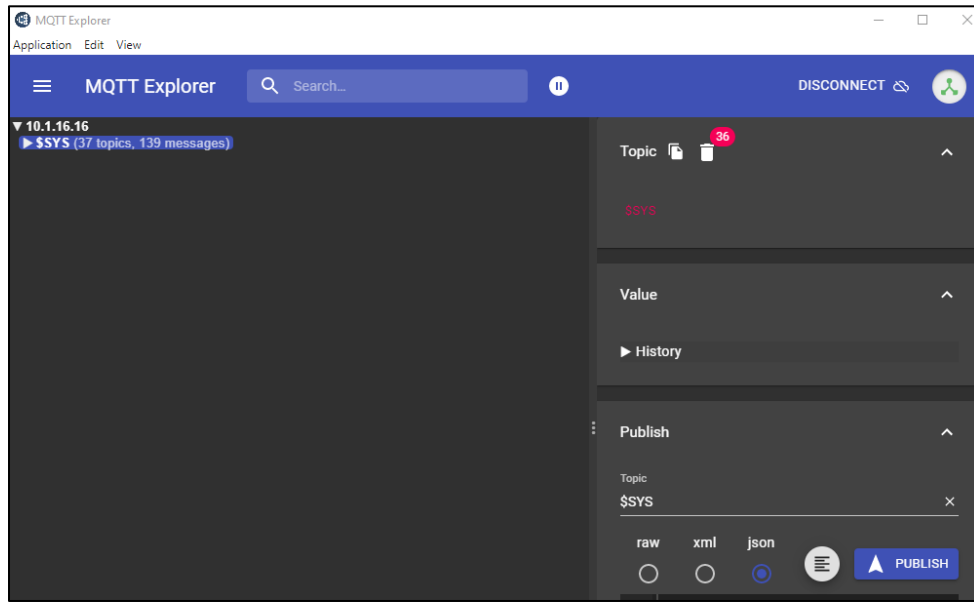 MQTT Explorer
Application Edit View
MQTT Explorer
Search...
DISCONNECT
▼ 10.1.16.16
▶ $SYS (37 topics, 139 messages)
Topic 36
$SYS
Value
▶ History
Publish
Topic
$SYS
raw xml json
PUBLISH